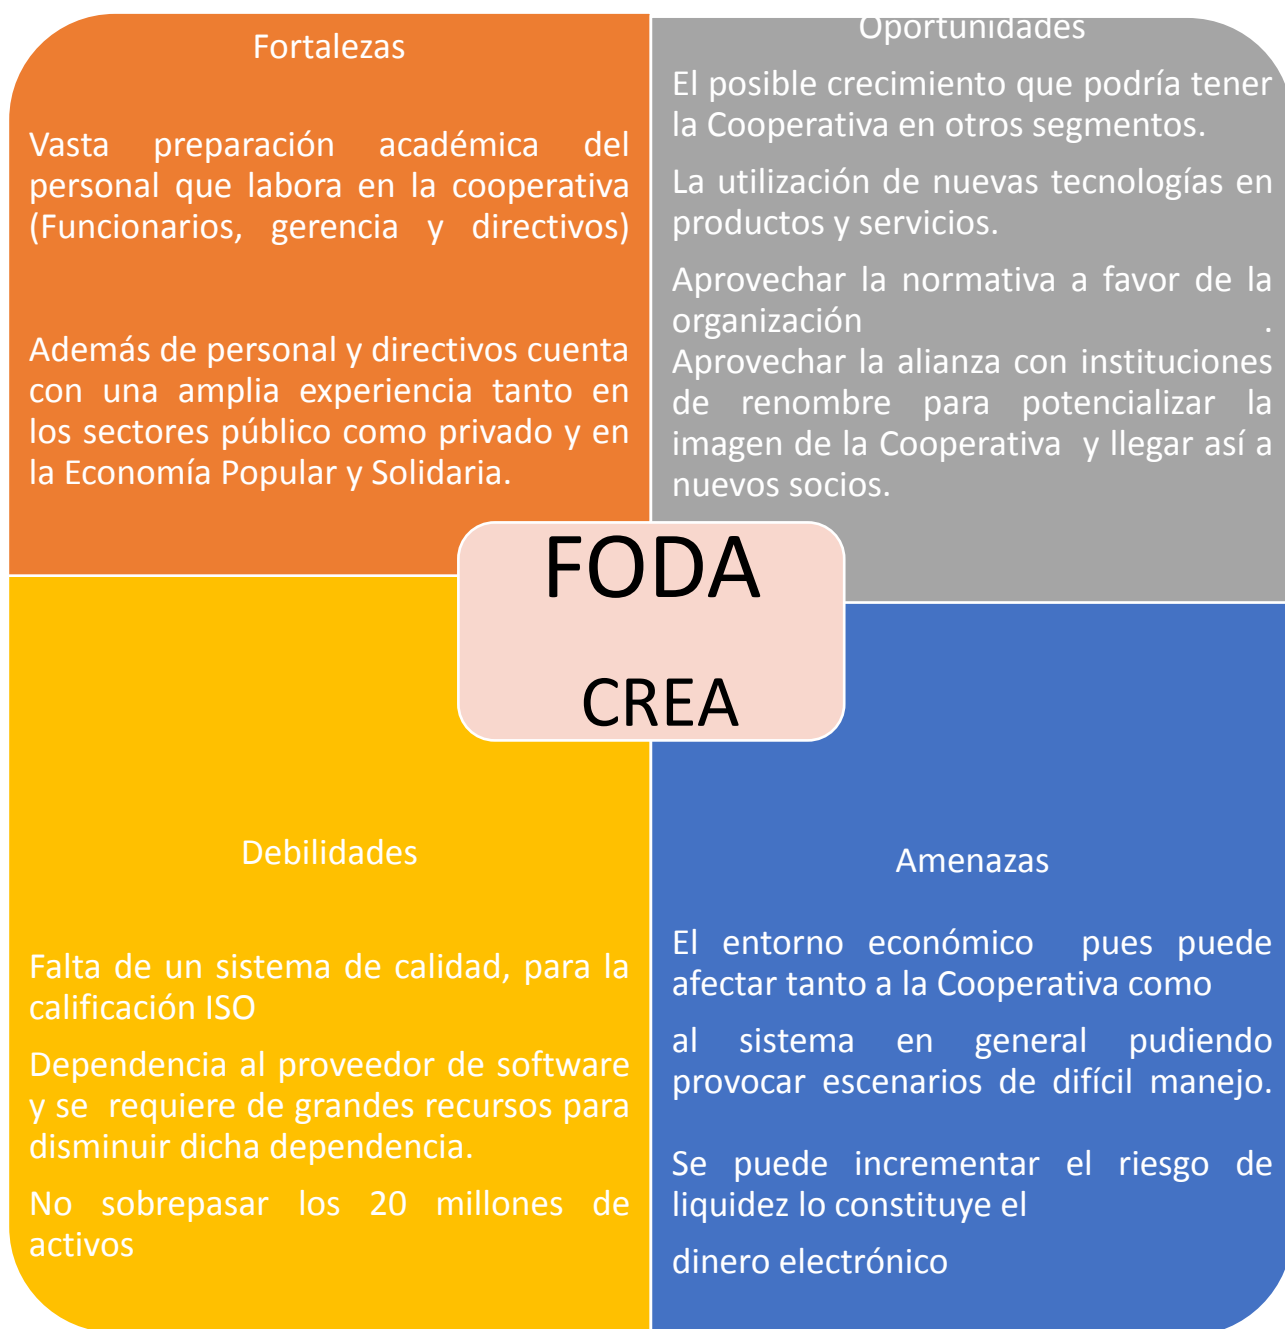 Fortalezas
Vasta preparación académica del
personal que labora en la cooperativa
(Funcionarios, gerencia y directivos)
Además de personal y directivos cuenta
con una amplia experiencia tanto en
los sectores público como privado y en
la Economía Popular y Solidaria.
Oportunidades
El posible crecimiento que podría tener
la Cooperativa en otros segmentos.
La utilización de nuevas tecnologías en
productos y servicios.
Aprovechar la normativa a favor de la
organización .
Aprovechar la alianza con instituciones
de renombre para potencializar la
imagen de la Cooperativa y llegar así a
nuevos socios.
FODA
CREA
Debilidades
Falta de un sistema de calidad, para la
calificación ISO
Dependencia al proveedor de software
y se requiere de grandes recursos para
disminuir dicha dependencia.
No sobrepasar los 20 millones de
activos
Amenazas
El entorno económico pues puede
afectar tanto a la Cooperativa como
al sistema en general pudiendo
provocar escenarios de difícil manejo.
Se puede incrementar el riesgo de
liquidez lo constituye el
dinero electrónico